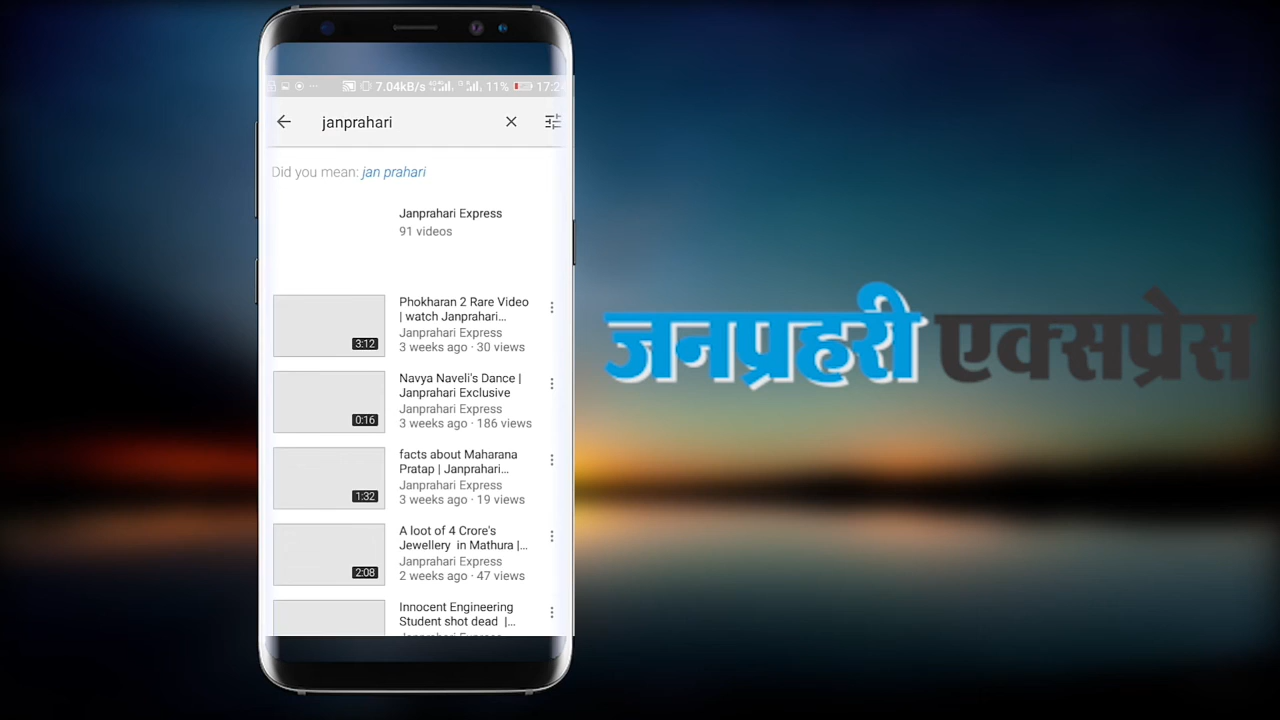 7.04kB/s 11% 17:2
janprahari
Did you mean: jan prahari
Janprahari Express
91 videos
Phokharan 2 Rare Video
| watch Janprahari...
Janprahari Express
3 weeks ago · 30 views
3:12
Navya Naveli's Dance |
Janprahari Exclusive
Janprahari Express
3 weeks ago · 186 views
0:16
facts about Maharana
Pratap | Janprahari...
Janprahari Express
3 weeks ago · 19 views
1:32
A loot of 4 Crore's
Jewellery in Mathura |...
Janprahari Express
2 weeks ago · 47 views
2:08
Innocent Engineering
Student shot dead |...
Janprahari Express
जनप्रहरी एक्सप्रेस